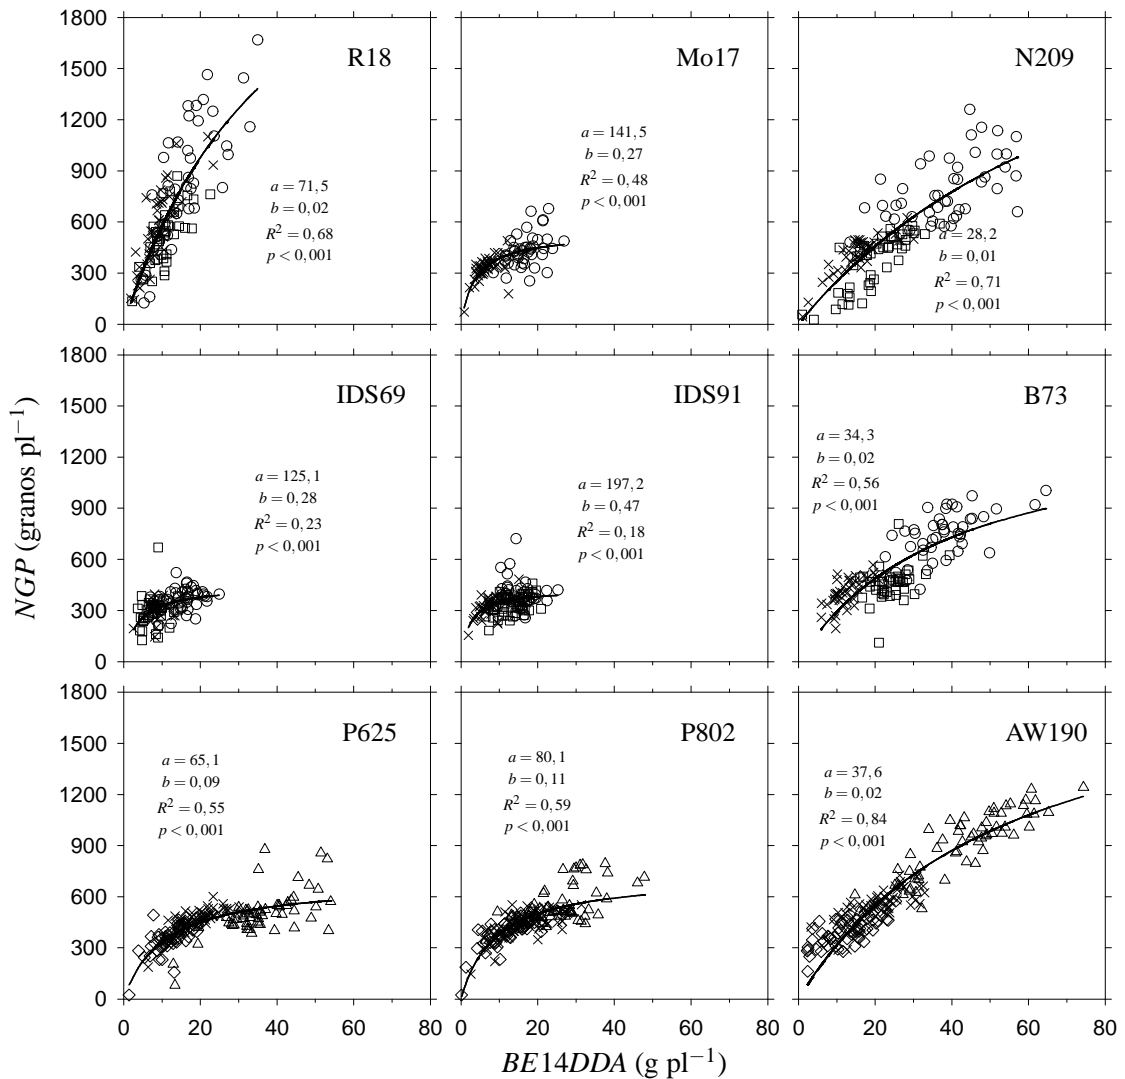 1800
1500
1200
900
600
300
0
R18
a = 71,5
b = 0,02
R² = 0,68
p < 0,001
Mo17
a = 141,5
b = 0,27
R² = 0,48
p < 0,001
N209
a = 28,2
b = 0,01
R² = 0,71
p < 0,001
NGP (granos pl⁻¹)
1800
1500
1200
900
600
300
0
IDS69
a = 125,1
b = 0,28
R² = 0,23
p < 0,001
IDS91
a = 197,2
b = 0,47
R² = 0,18
p < 0,001
B73
a = 34,3
b = 0,02
R² = 0,56
p < 0,001
1800
1500
1200
900
600
300
0
P625
a = 65,1
b = 0,09
R² = 0,55
p < 0,001
P802
a = 80,1
b = 0,11
R² = 0,59
p < 0,001
AW190
a = 37,6
b = 0,02
R² = 0,84
p < 0,001
0 20 40 60 80 0 20 40 60 80 0 20 40 60 80
BE14DDA (g pl⁻¹)